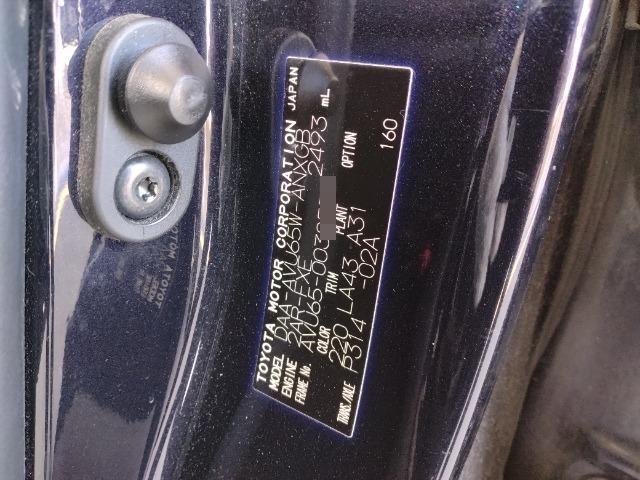 TOYOTA MOTOR CORPORATION JAPAN
MODEL DAA-AVU65W-ANXGB
ENGINE 2AR-FXE 2493 mL
FRAME No. AVU65-0039
COLOR TRIM PLANT OPTION
220 LA43 A31 160
TRANS./AXLE P314 -02A